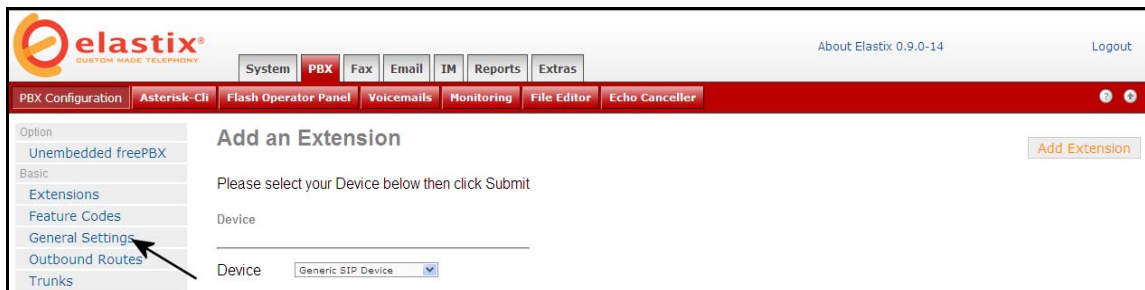 elastix®
CUSTOM MADE TELEPHONY
About Elastix 0.9.0-14
Logout
System PBX Fax Email IM Reports Extras
PBX Configuration Asterisk-Cli Flash Operator Panel Voicemails Monitoring File Editor Echo Canceller
Option
Unembedded freePBX
Basic
Extensions
Feature Codes
General Settings
Outbound Routes
Trunks
Add an Extension
Add Extension
Please select your Device below then click Submit
Device
Device Generic SIP Device